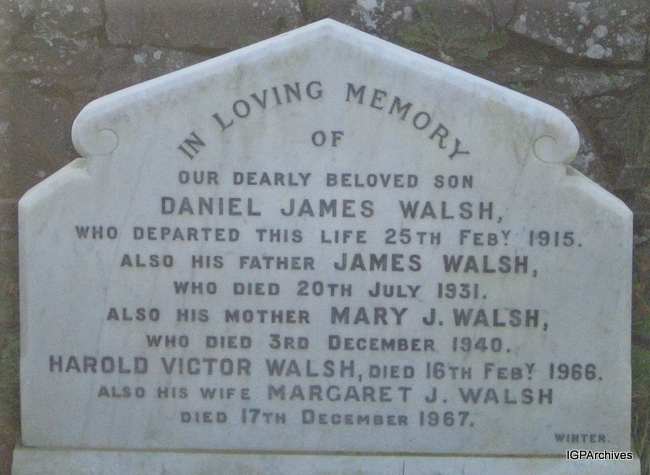 IN LOVING MEMORY
OF
OUR DEARLY BELOVED SON
DANIEL JAMES WALSH,
WHO DEPARTED THIS LIFE 25TH FEBY 1915.
ALSO HIS FATHER JAMES WALSH,
WHO DIED 20TH JULY 1931.
ALSO HIS MOTHER MARY J. WALSH,
WHO DIED 3RD DECEMBER 1940.
HAROLD VICTOR WALSH, DIED 16TH FEBY 1966.
ALSO HIS WIFE MARGARET J. WALSH
DIED 17TH DECEMBER 1967.
WINTER.
IGPArchives